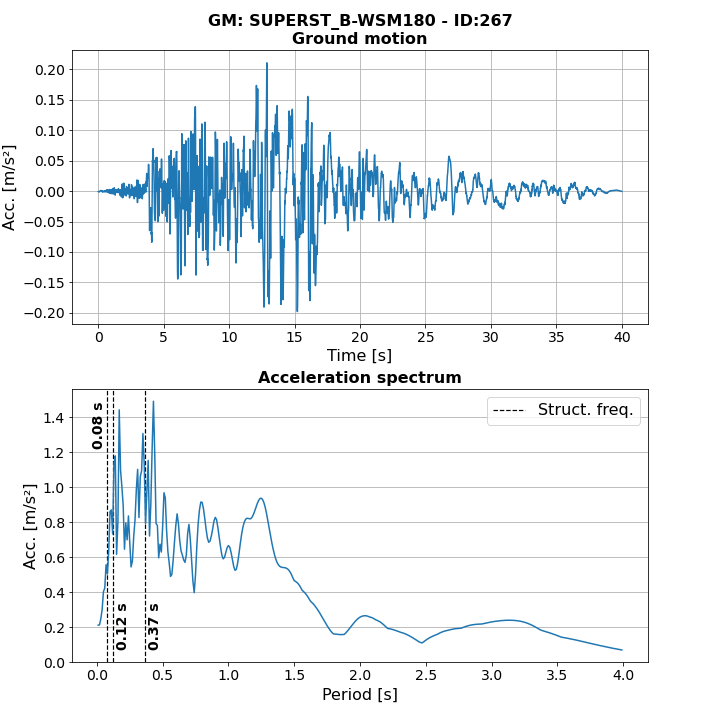 GM: SUPERST_B-WSM180 - ID:267
Ground motion
0.20
0.15
0.10
0.05
0.00
−0.05
−0.10
−0.15
−0.20
Acc. [m/s²]
0 5 10 15 20 25 30 35 40
Time [s]
Acceleration spectrum
1.4
1.2
1.0
0.8
0.6
0.4
0.2
0.0
Acc. [m/s²]
0.08 s
0.12 s
0.37 s
Struct. freq.
0.0 0.5 1.0 1.5 2.0 2.5 3.0 3.5 4.0
Period [s]